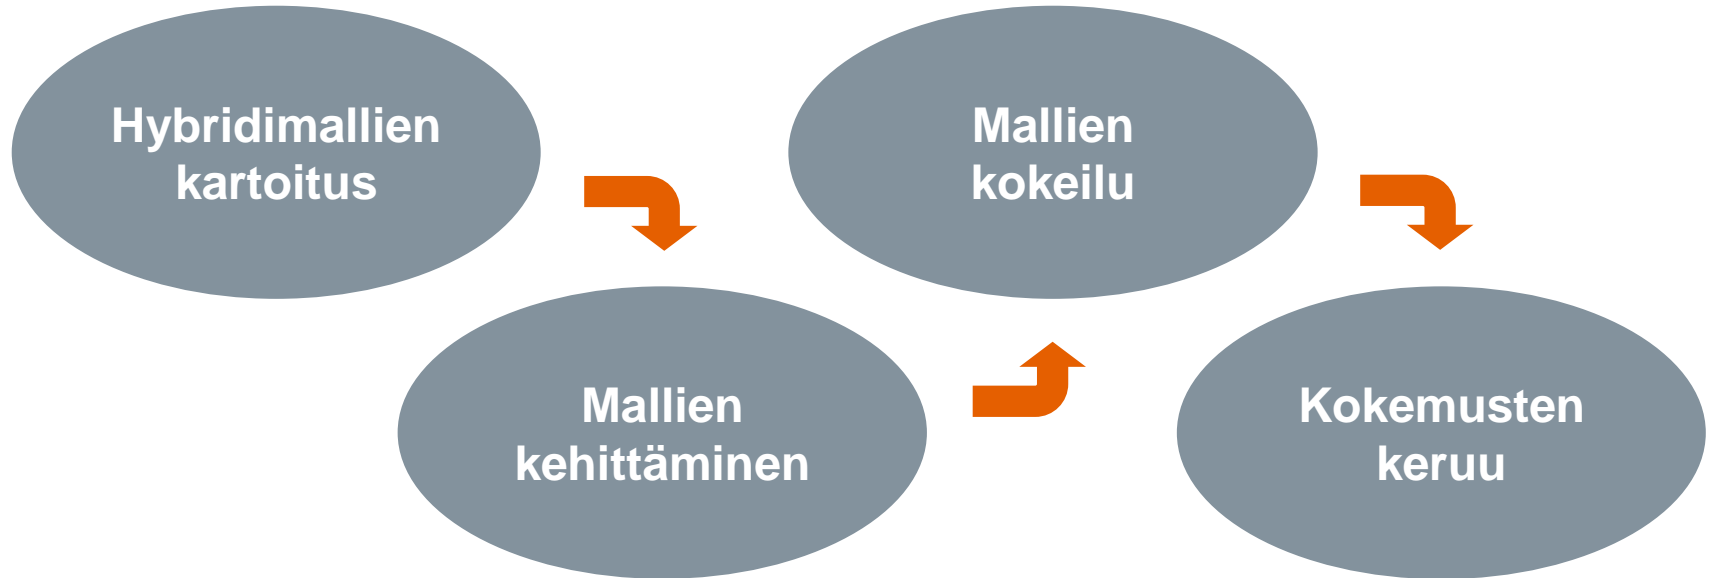 Hybridimallien
kartoitus
Mallien
kehittäminen
Mallien
kokeilu
Kokemusten
keruu